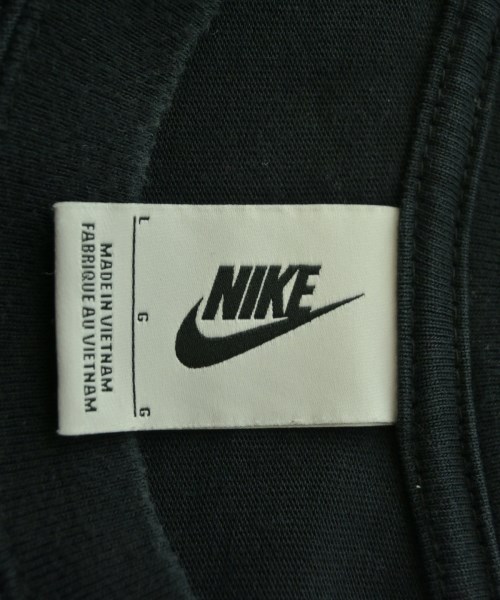 NIKE
L G G
MADE IN VIETNAM
FABRIQUE AU VIETNAM